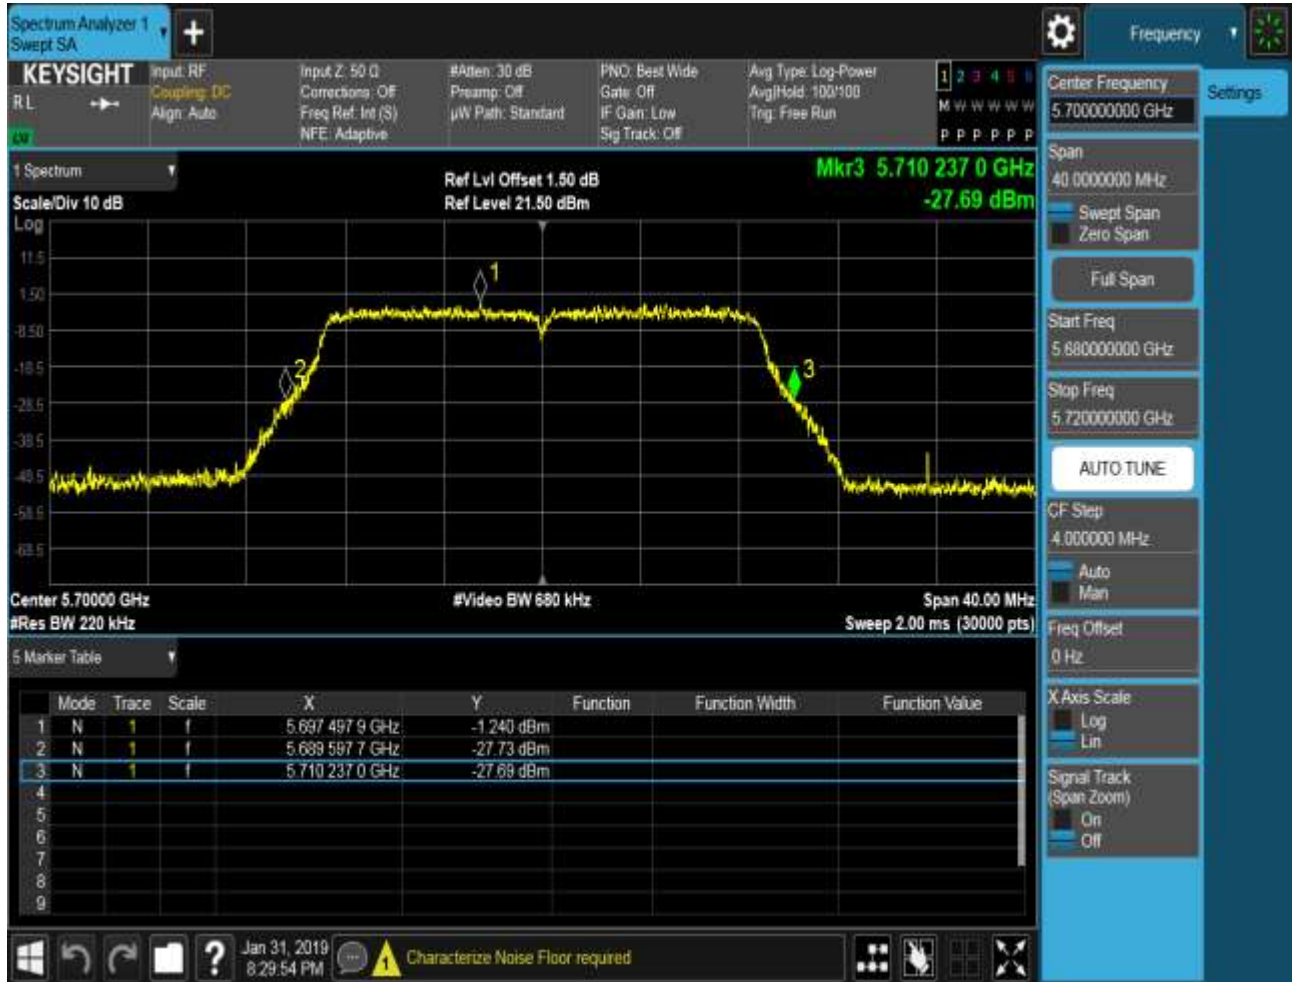 Spectrum Analyzer 1
Swept SA
+
Frequency
KEYSIGHT
R L
Input: RF
Coupling: DC
Align: Auto
Input Z: 50 Ω
Corrections: Off
Freq Ref: Int (S)
NFE: Adaptive
#Atten: 30 dB
Preamp: Off
µW Path: Standard
PNO: Best Wide
Gate: Off
IF Gain: Low
Sig Track: Off
Avg Type: Log-Power
Avg|Hold: 100/100
Trig: Free Run
1 2 3 4 5 6
M W W W W W
P P P P P P
1 Spectrum
Scale/Div 10 dB
Ref Lvl Offset 1.50 dB
Ref Level 21.50 dBm
Mkr3 5.710 237 0 GHz
-27.69 dBm
Log
11.5
1.50
-8.50
-18.5
-28.5
-38.5
-48.5
-58.5
-68.5
1
2
3
Center 5.70000 GHz
#Res BW 220 kHz
#Video BW 680 kHz
Span 40.00 MHz
Sweep 2.00 ms (30000 pts)
5 Marker Table
Mode Trace Scale X Y Function Function Width Function Value
1 N 1 f 5.697 497 9 GHz -1.240 dBm
2 N 1 f 5.689 597 7 GHz -27.73 dBm
3 N 1 f 5.710 237 0 GHz -27.69 dBm
4
5
6
7
8
9
Center Frequency
5.700000000 GHz
Settings
Span
40.0000000 MHz
Swept Span
Zero Span
Full Span
Start Freq
5.680000000 GHz
Stop Freq
5.720000000 GHz
AUTO TUNE
CF Step
4.000000 MHz
Auto
Man
Freq Offset
0 Hz
X Axis Scale
Log
Lin
Signal Track
(Span Zoom)
On
Off
?
Jan 31, 2019
8:29:54 PM
1
Characterize Noise Floor required